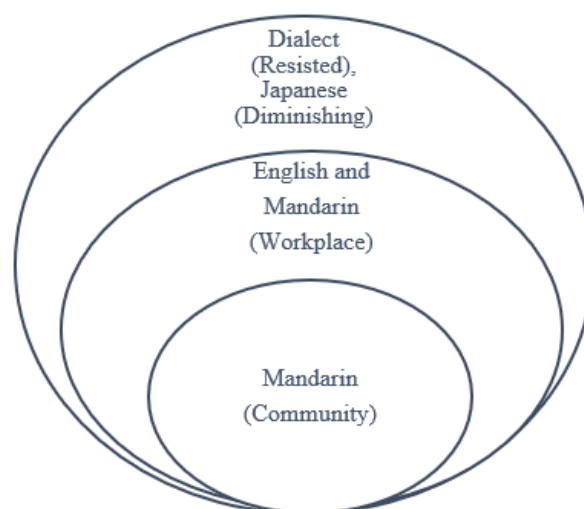 Dialect
(Resisted),
Japanese
(Diminishing)
English and
Mandarin
(Workplace)
Mandarin
(Community)